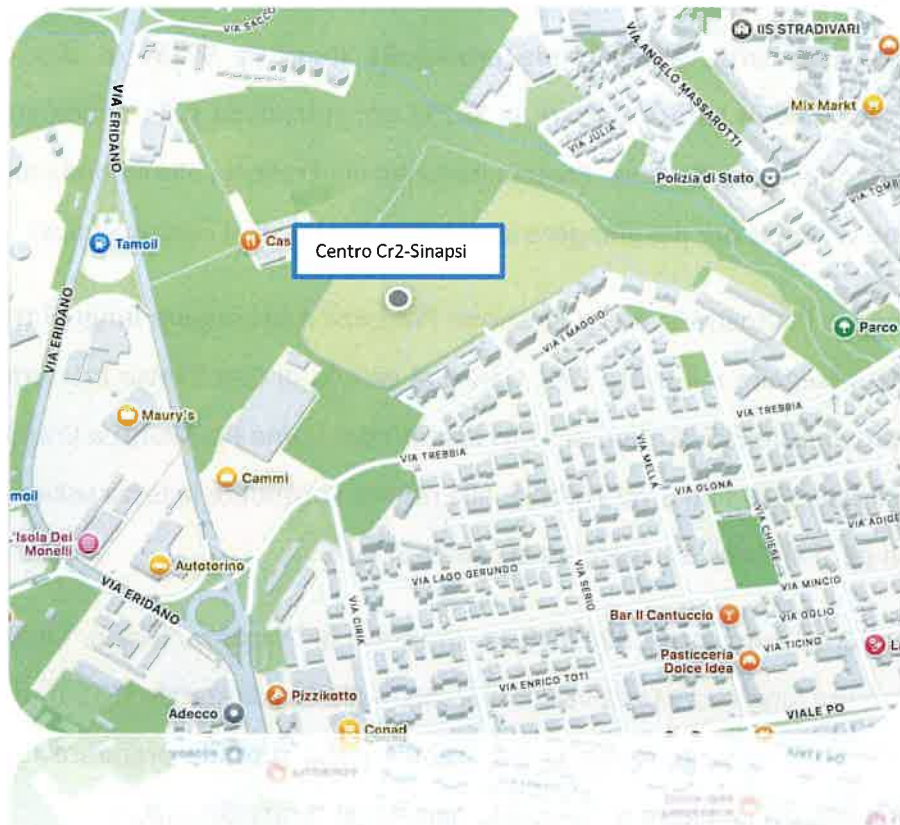 VIA SACCO
IIS STRADIVARI
VIA ANGELO MASSAROTTI
Mix Markt
VIA ERIDANO
VIA JULIA
Polizia di Stato
VIA TOMB
Tamoil
Cas
Centro Cr2-Sinapsi
VIA ERIDANO
VIA I MAGGIO
Parco
Maury's
VIA TREBBIA
VIA TREBBIA
VIA MELLA
Cammi
VIA OLONA
moil
VIA CHIESE
VIA ADIGE
L'Isola Dei
Monelli
Autotorino
VIA LAGO GERUNDO
VIA SERIO
VIA MINCIO
VIA ERIDANO
VIA CIRIA
Bar Il Cantuccio
VIA OGLIO
VIA TICINO
Pasticceria
Dolce Idea
VIA ENRICO TOTI
Pizzikotto
Adecco
VIALE PO
Conad